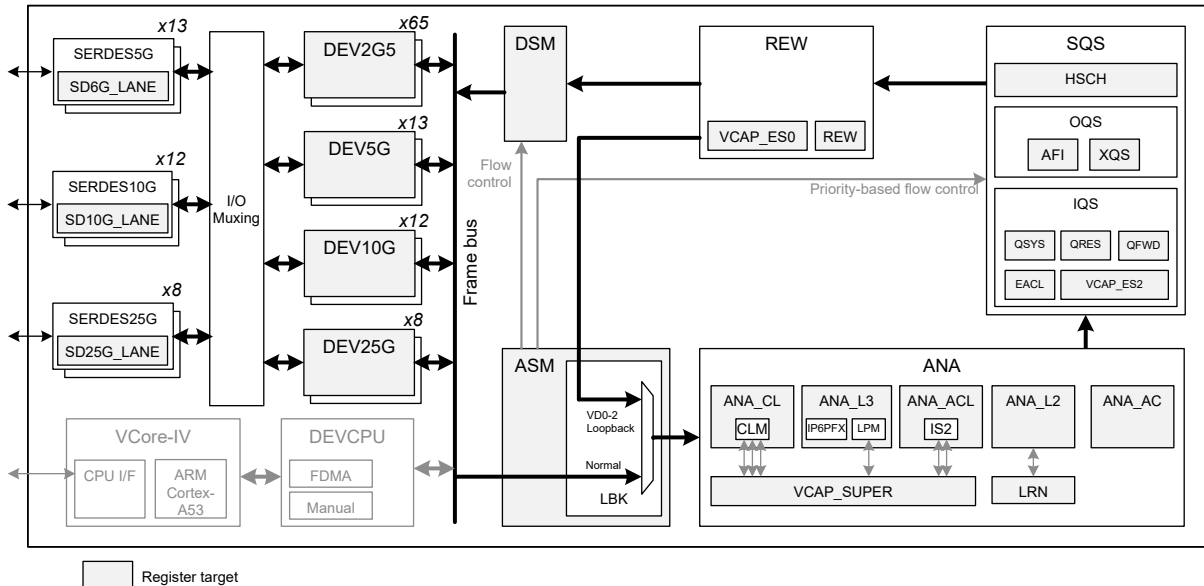 x13
SERDES5G
SD6G_LANE
x12
SERDES10G
SD10G_LANE
x8
SERDES25G
SD25G_LANE
I/O
Muxing
x65
DEV2G5
x13
DEV5G
x12
DEV10G
x8
DEV25G
VCore-IV
CPU I/F
ARM
Cortex-
A53
DEVCPU
FDMA
Manual
Frame bus
DSM
Flow
control
REW
VCAP_ES0
REW
Priority-based flow control
SQS
HSCH
OQS
AFI
XQS
IQS
QSYS
QRES
QFWD
EACL
VCAP_ES2
ASM
VD0-2
Loopback
Normal
LBK
ANA
ANA_CL
CLM
ANA_L3
IP6PFX
LPM
ANA_ACL
IS2
ANA_L2
ANA_AC
VCAP_SUPER
LRN
Register target